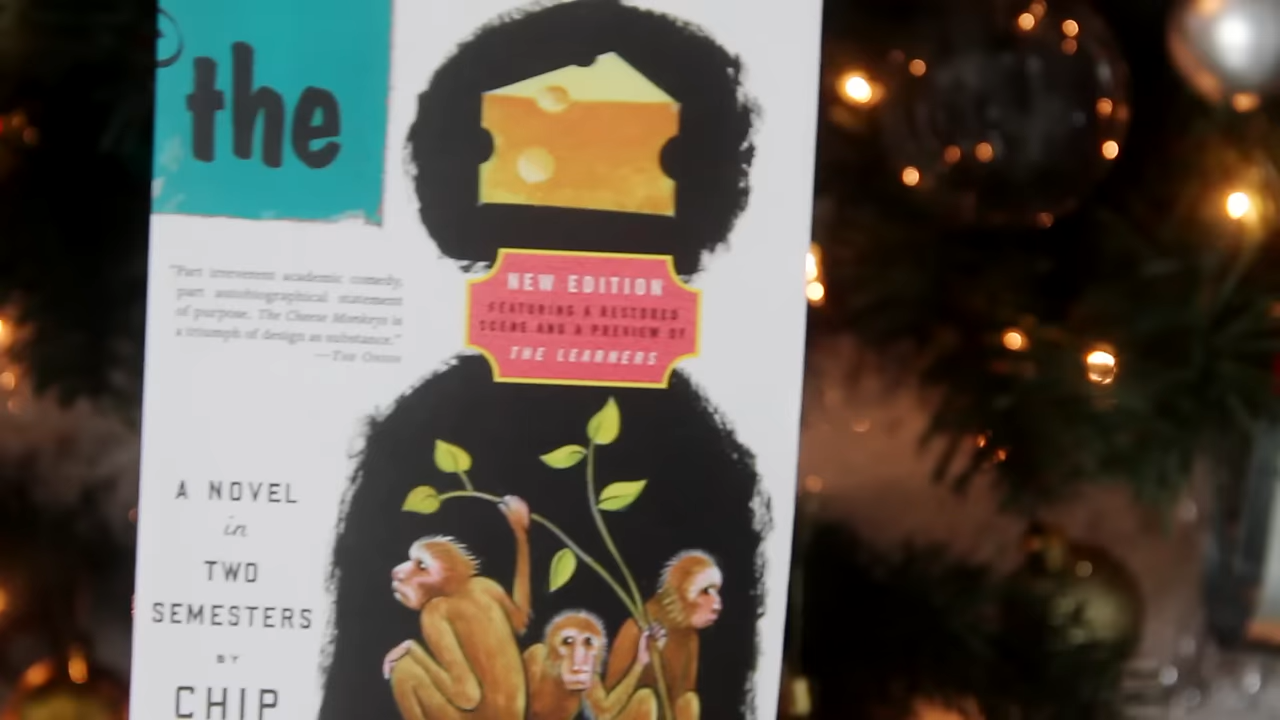 the
"Part irreverent academic comedy,
part autobiographical statement
of purpose. The Cheese Monkeys is
a triumph of design as substance."
—The Onion
NEW EDITION
FEATURING A RESTORED
SCENE AND A PREVIEW OF
THE LEARNERS
A NOVEL
in
TWO
SEMESTERS
BY
CHIP